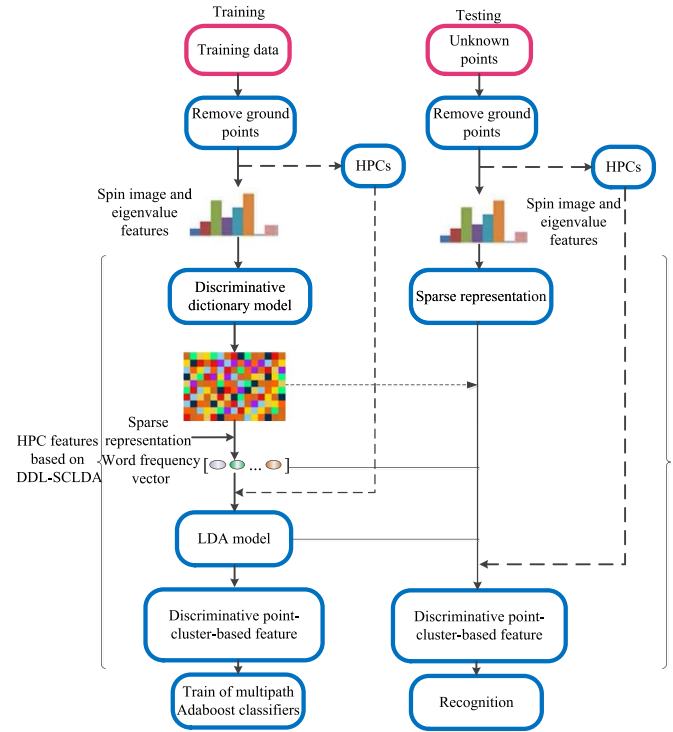 Training
Testing
Training data
Unknown
points
Remove ground
points
Remove ground
points
HPCs
HPCs
Spin image and
eigenvalue
features
Spin image and
eigenvalue
features
Discriminative
dictionary model
Sparse representation
Sparse
representation
HPC features
based on
DDL-SCLDA
Word frequency
vector
[ ... ]
LDA model
Discriminative point-
cluster-based feature
Discriminative point-
cluster-based feature
Train of multipath
Adaboost classifiers
Recognition